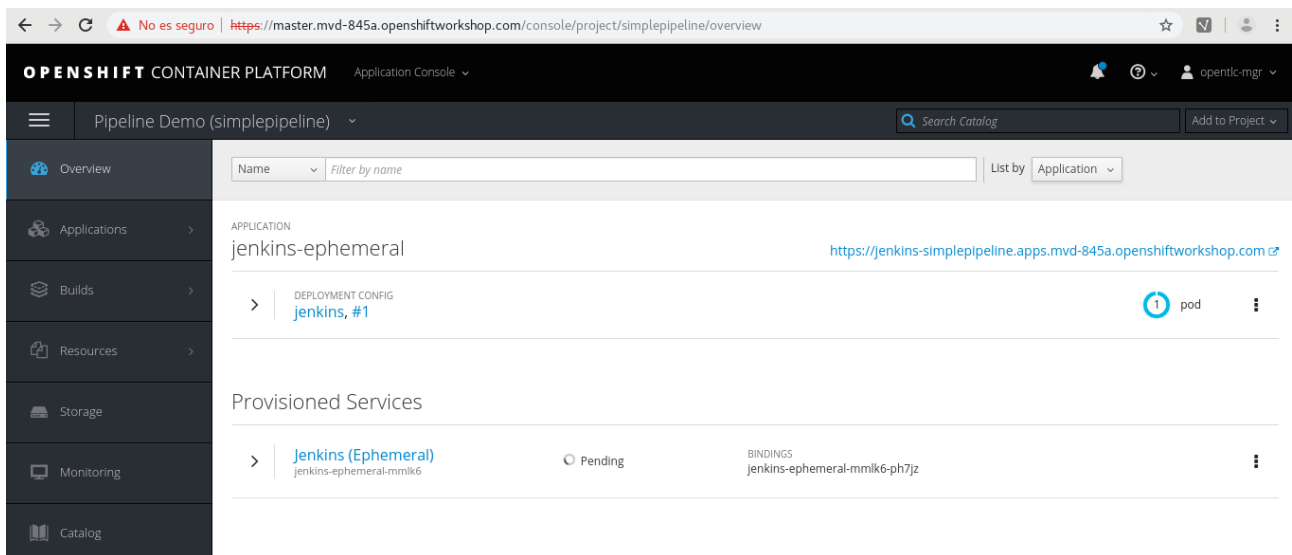 No es seguro | https://master.mvd-845a.openshiftworkshop.com/console/project/simplepipeline/overview
OPENSHIFT CONTAINER PLATFORM Application Console opentlc-mgr
Pipeline Demo (simplepipeline) Search Catalog Add to Project
Overview
Name Filter by name List by Application
Applications
APPLICATION
jenkins-ephemeral https://jenkins-simplepipeline.apps.mvd-845a.openshiftworkshop.com
Builds
DEPLOYMENT CONFIG
jenkins, #1 1 pod
Resources
Storage
Provisioned Services
Jenkins (Ephemeral) Pending BINDINGS
jenkins-ephemeral-mmlk6 jenkins-ephemeral-mmlk6-ph7jz
Monitoring
Catalog